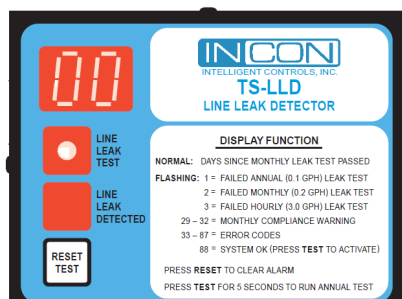 00
INCON
INTELLIGENT CONTROLS, INC.
TS-LLD
LINE LEAK DETECTOR
LINE
LEAK
TEST
LINE
LEAK
DETECTED
RESET
TEST
DISPLAY FUNCTION
NORMAL: DAYS SINCE MONTHLY LEAK TEST PASSED
FLASHING: 1 = FAILED ANNUAL (0.1 GPH) LEAK TEST
2 = FAILED MONTHLY (0.2 GPH) LEAK TEST
3 = FAILED HOURLY (3.0 GPH) LEAK TEST
29 – 32 = MONTHLY COMPLIANCE WARNING
33 – 87 = ERROR CODES
88 = SYSTEM OK (PRESS TEST TO ACTIVATE)
PRESS RESET TO CLEAR ALARM
PRESS TEST FOR 5 SECONDS TO RUN ANNUAL TEST